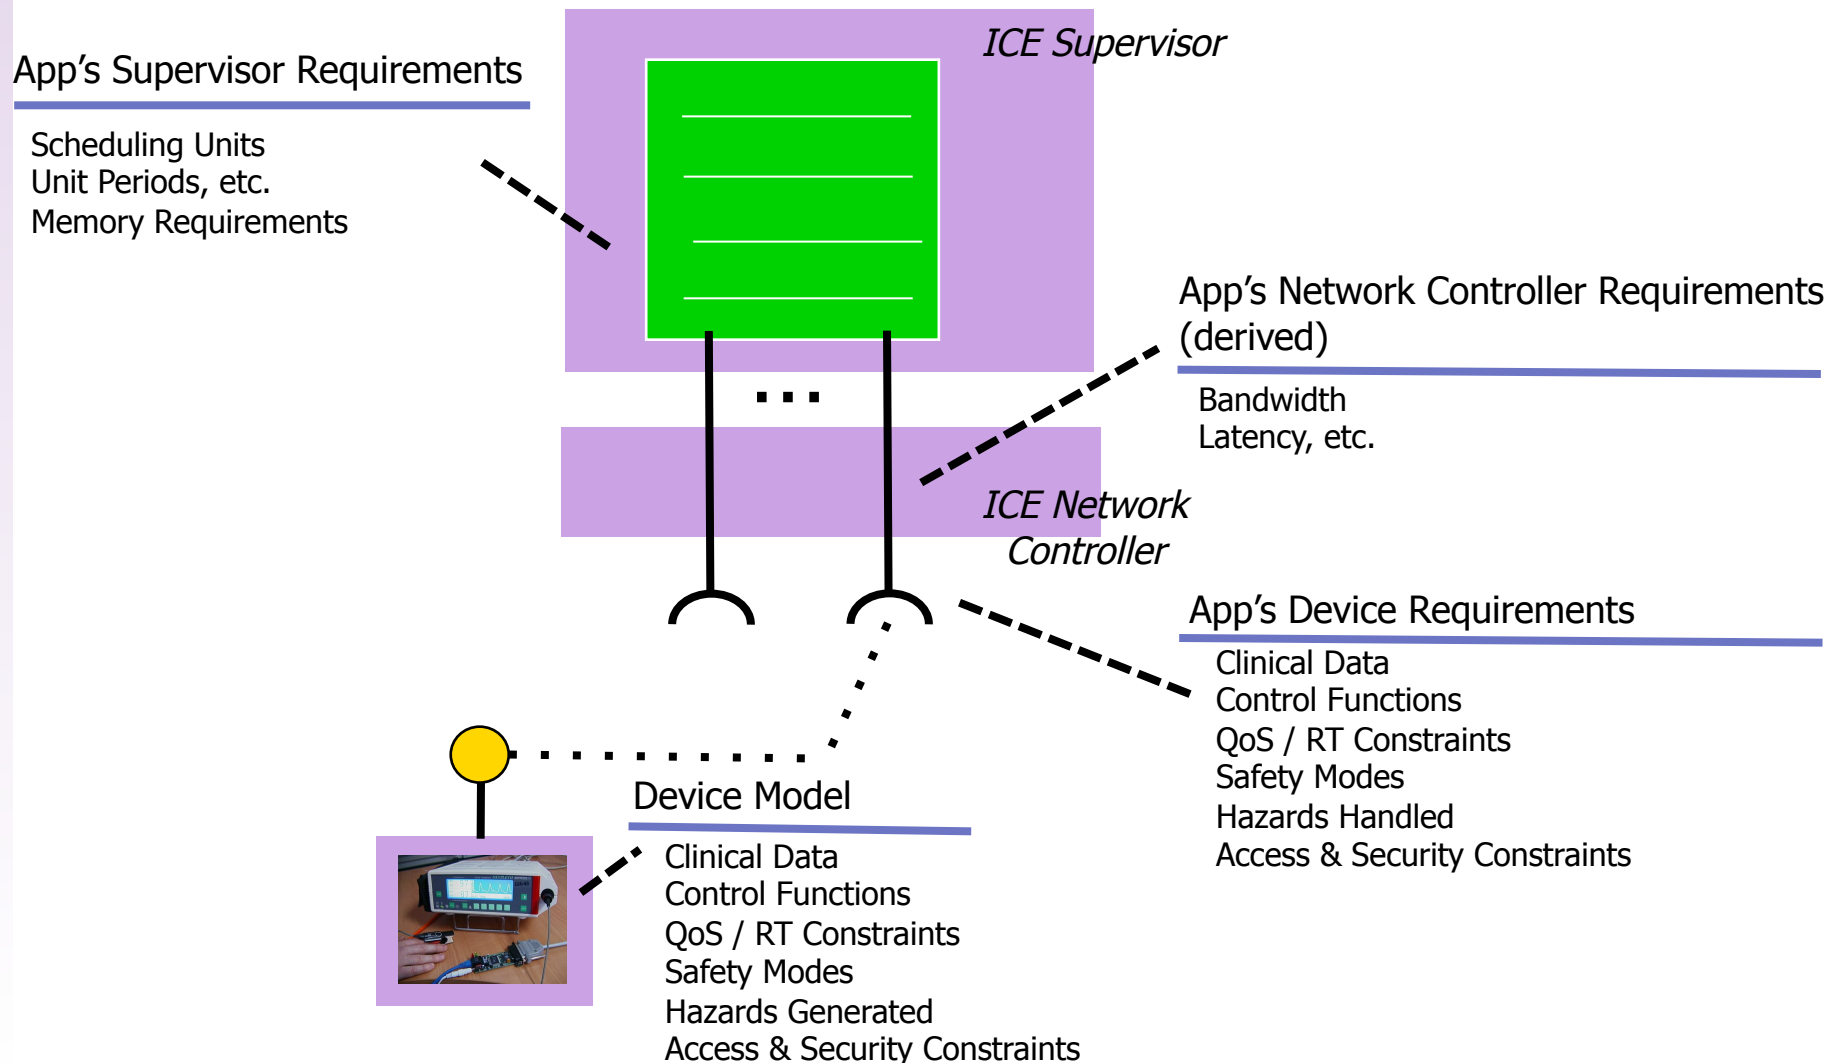 ICE Supervisor
App’s Supervisor Requirements
Scheduling Units
Unit Periods, etc.
Memory Requirements
App’s Network Controller Requirements
(derived)
Bandwidth
Latency, etc.
ICE Network
Controller
App’s Device Requirements
Clinical Data
Control Functions
QoS / RT Constraints
Safety Modes
Hazards Handled
Access & Security Constraints
Device Model
Clinical Data
Control Functions
QoS / RT Constraints
Safety Modes
Hazards Generated
Access & Security Constraints